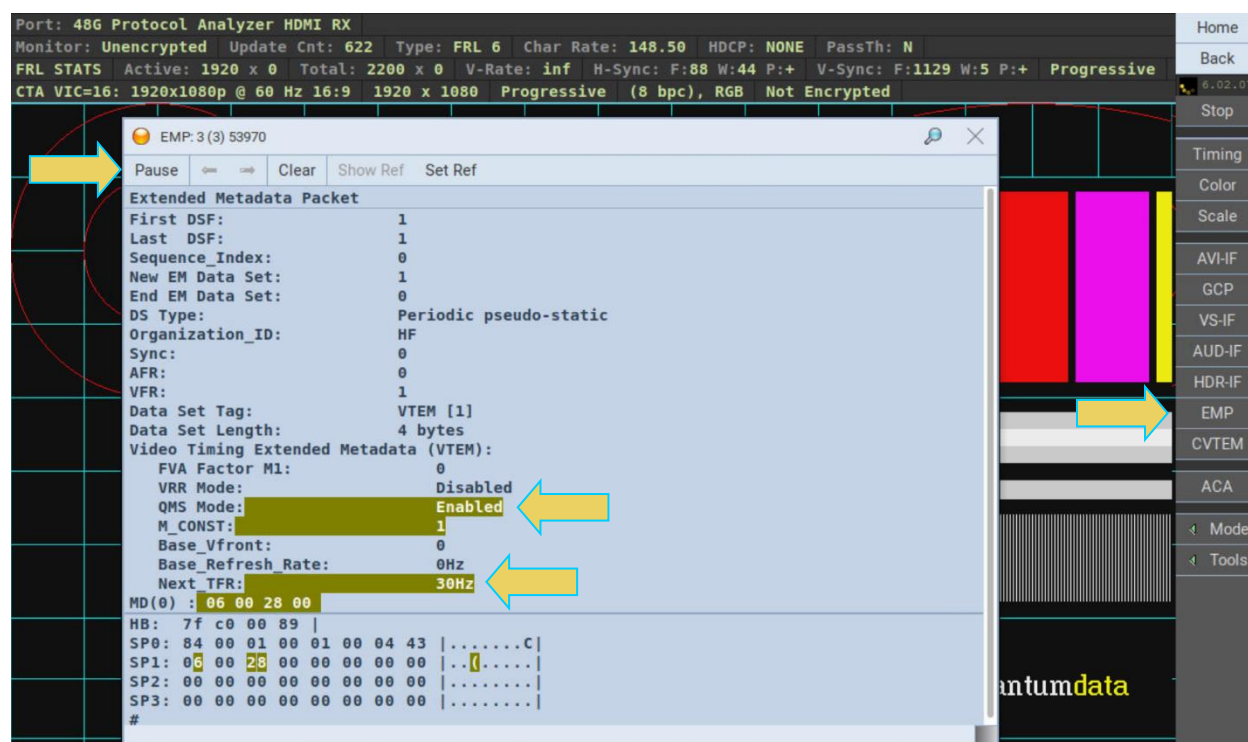 Port: 48G Protocol Analyzer HDMI RX
Monitor: Unencrypted Update Cnt: 622 Type: FRL 6 Char Rate: 148.50 HDCP: NONE PassTh: N
FRL STATS Active: 1920 x 0 Total: 2200 x 0 V-Rate: inf H-Sync: F:88 W:44 P:+ V-Sync: F:1129 W:5 P:+ Progressive
CTA VIC=16: 1920x1080p @ 60 Hz 16:9 1920 x 1080 Progressive (8 bpc), RGB Not Encrypted
EMP: 3 (3) 53970
Pause Clear Show Ref Set Ref
Extended Metadata Packet
First DSF: 1
Last DSF: 1
Sequence_Index: 0
New EM Data Set: 1
End EM Data Set: 0
DS Type: Periodic pseudo-static
Organization_ID: HF
Sync: 0
AFR: 0
VFR: 1
Data Set Tag: VTEM [1]
Data Set Length: 4 bytes
Video Timing Extended Metadata (VTEM):
FVA Factor M1: 0
VRR Mode: Disabled
QMS Mode: Enabled
M_CONST: 1
Base_Vfront: 0
Base_Refresh_Rate: 0Hz
Next_TFR: 30Hz
MD(0) : 06 00 28 00
HB: 7f c0 00 89 |
SP0: 84 00 01 00 01 00 04 43 |.......C|
SP1: 06 00 28 00 00 00 00 00 |..(.....|
SP2: 00 00 00 00 00 00 00 00 |........|
SP3: 00 00 00 00 00 00 00 00 |........|
#
antumdata
Home
Back
6.02.0
Stop
Timing
Color
Scale
AVI-IF
GCP
VS-IF
AUD-IF
HDR-IF
EMP
CVTEM
ACA
Mode
Tools